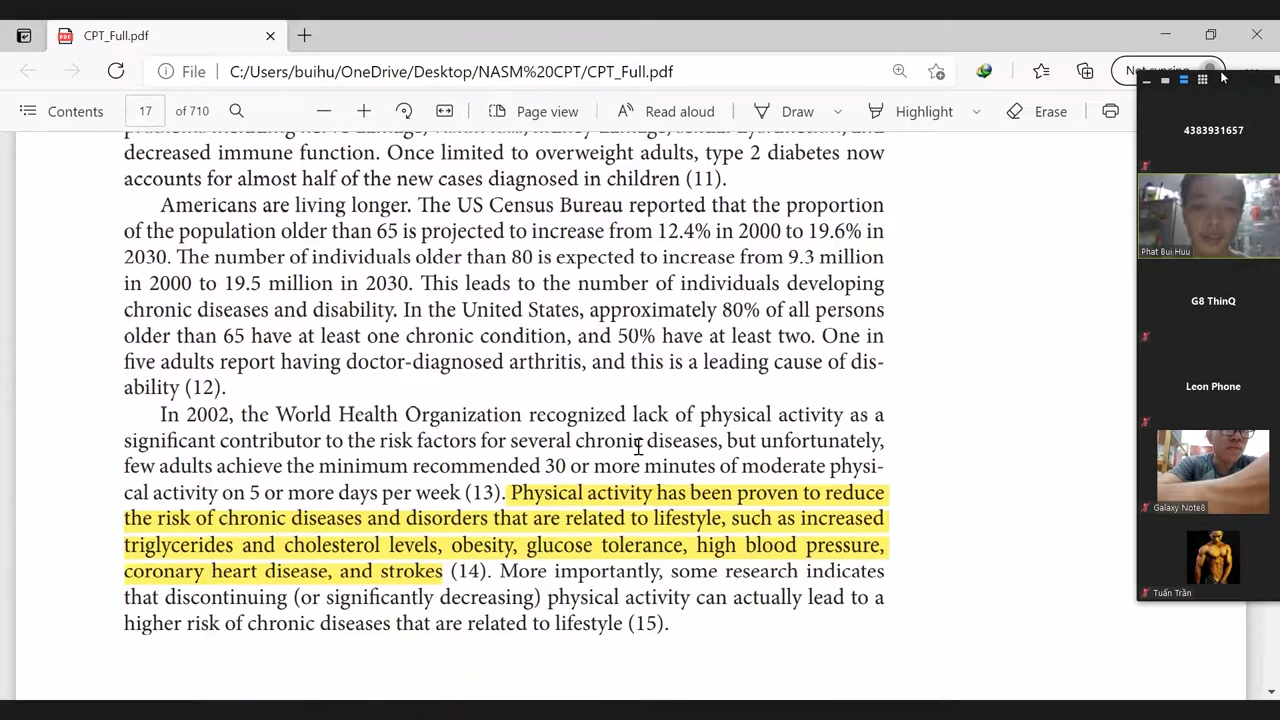 CPT_Full.pdf
File
C:/Users/buihu/OneDrive/Desktop/NASM%20CPT/CPT_Full.pdf
Not syncing
Contents
17
of 710
Page view
Read aloud
Draw
Highlight
Erase
decreased immune function. Once limited to overweight adults, type 2 diabetes now
accounts for almost half of the new cases diagnosed in children (11).
Americans are living longer. The US Census Bureau reported that the proportion
of the population older than 65 is projected to increase from 12.4% in 2000 to 19.6% in
2030. The number of individuals older than 80 is expected to increase from 9.3 million
in 2000 to 19.5 million in 2030. This leads to the number of individuals developing
chronic diseases and disability. In the United States, approximately 80% of all persons
older than 65 have at least one chronic condition, and 50% have at least two. One in
five adults report having doctor-diagnosed arthritis, and this is a leading cause of dis-
ability (12).
In 2002, the World Health Organization recognized lack of physical activity as a
significant contributor to the risk factors for several chronic diseases, but unfortunately,
few adults achieve the minimum recommended 30 or more minutes of moderate physi-
cal activity on 5 or more days per week (13). Physical activity has been proven to reduce
the risk of chronic diseases and disorders that are related to lifestyle, such as increased
triglycerides and cholesterol levels, obesity, glucose tolerance, high blood pressure,
coronary heart disease, and strokes (14). More importantly, some research indicates
that discontinuing (or significantly decreasing) physical activity can actually lead to a
higher risk of chronic diseases that are related to lifestyle (15).
4383931657
Phat Bui Huu
G8 ThinQ
Leon Phone
Galaxy Note8
Tuấn Trần